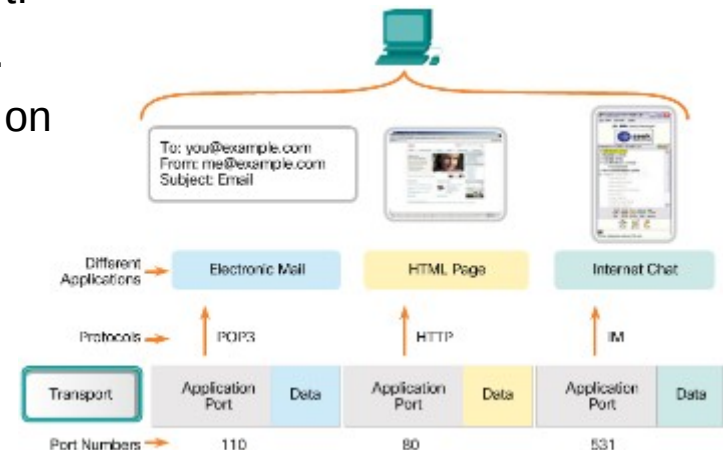 on
To: you@example.com
From: me@example.com
Subject: Email
Different
Applications
Electronic Mail
HTML Page
Internet Chat
Protocols
POP3
HTTP
IM
Transport
Application
Port
Data
Application
Port
Data
Application
Port
Data
Port Numbers
110
80
531